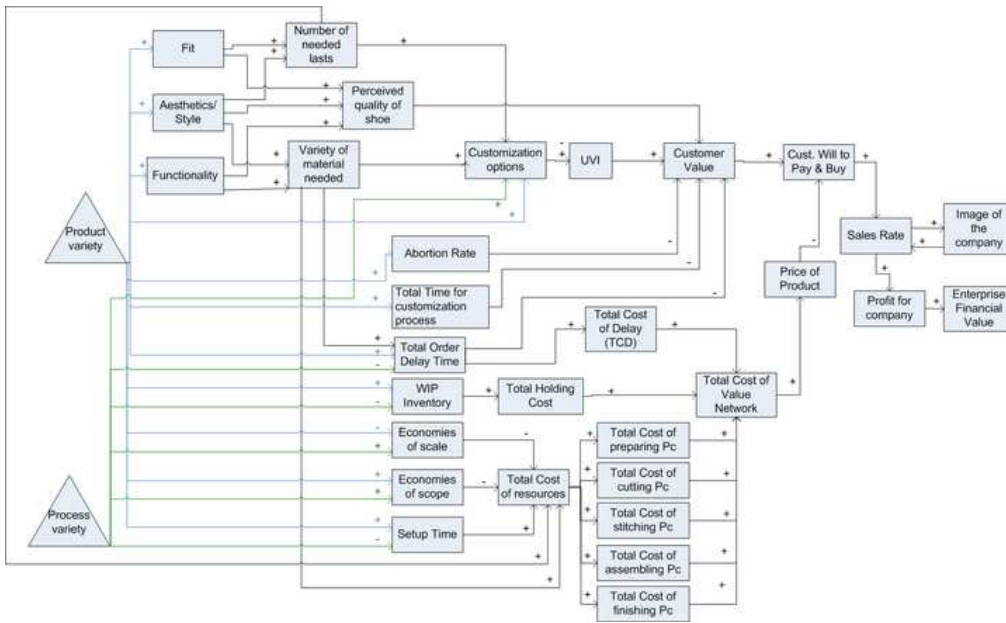 Number of
needed
lasts
Fit
Perceived
quality of
shoe
Aesthetics/
Style
Variety of
material
needed
Functionality
Customization
options
UVI
Customer
Value
Cust. Will to
Pay & Buy
Product
variety
Abortion Rate
Sales Rate
Image of
the
company
Price of
Product
Total Time for
customization
process
Profit for
company
Enterprise
Financial
Value
Total Cost
of Delay
(TCD)
Total Order
Delay Time
WIP
Inventory
Total Holding
Cost
Total Cost of
Value
Network
Economies
of scale
Total Cost of
preparing Pc
Economies
of scope
Total Cost
of resources
Total Cost of
cutting Pc
Process
variety
Setup Time
Total Cost of
stitching Pc
Total Cost of
assembling Pc
Total Cost of
finishing Pc